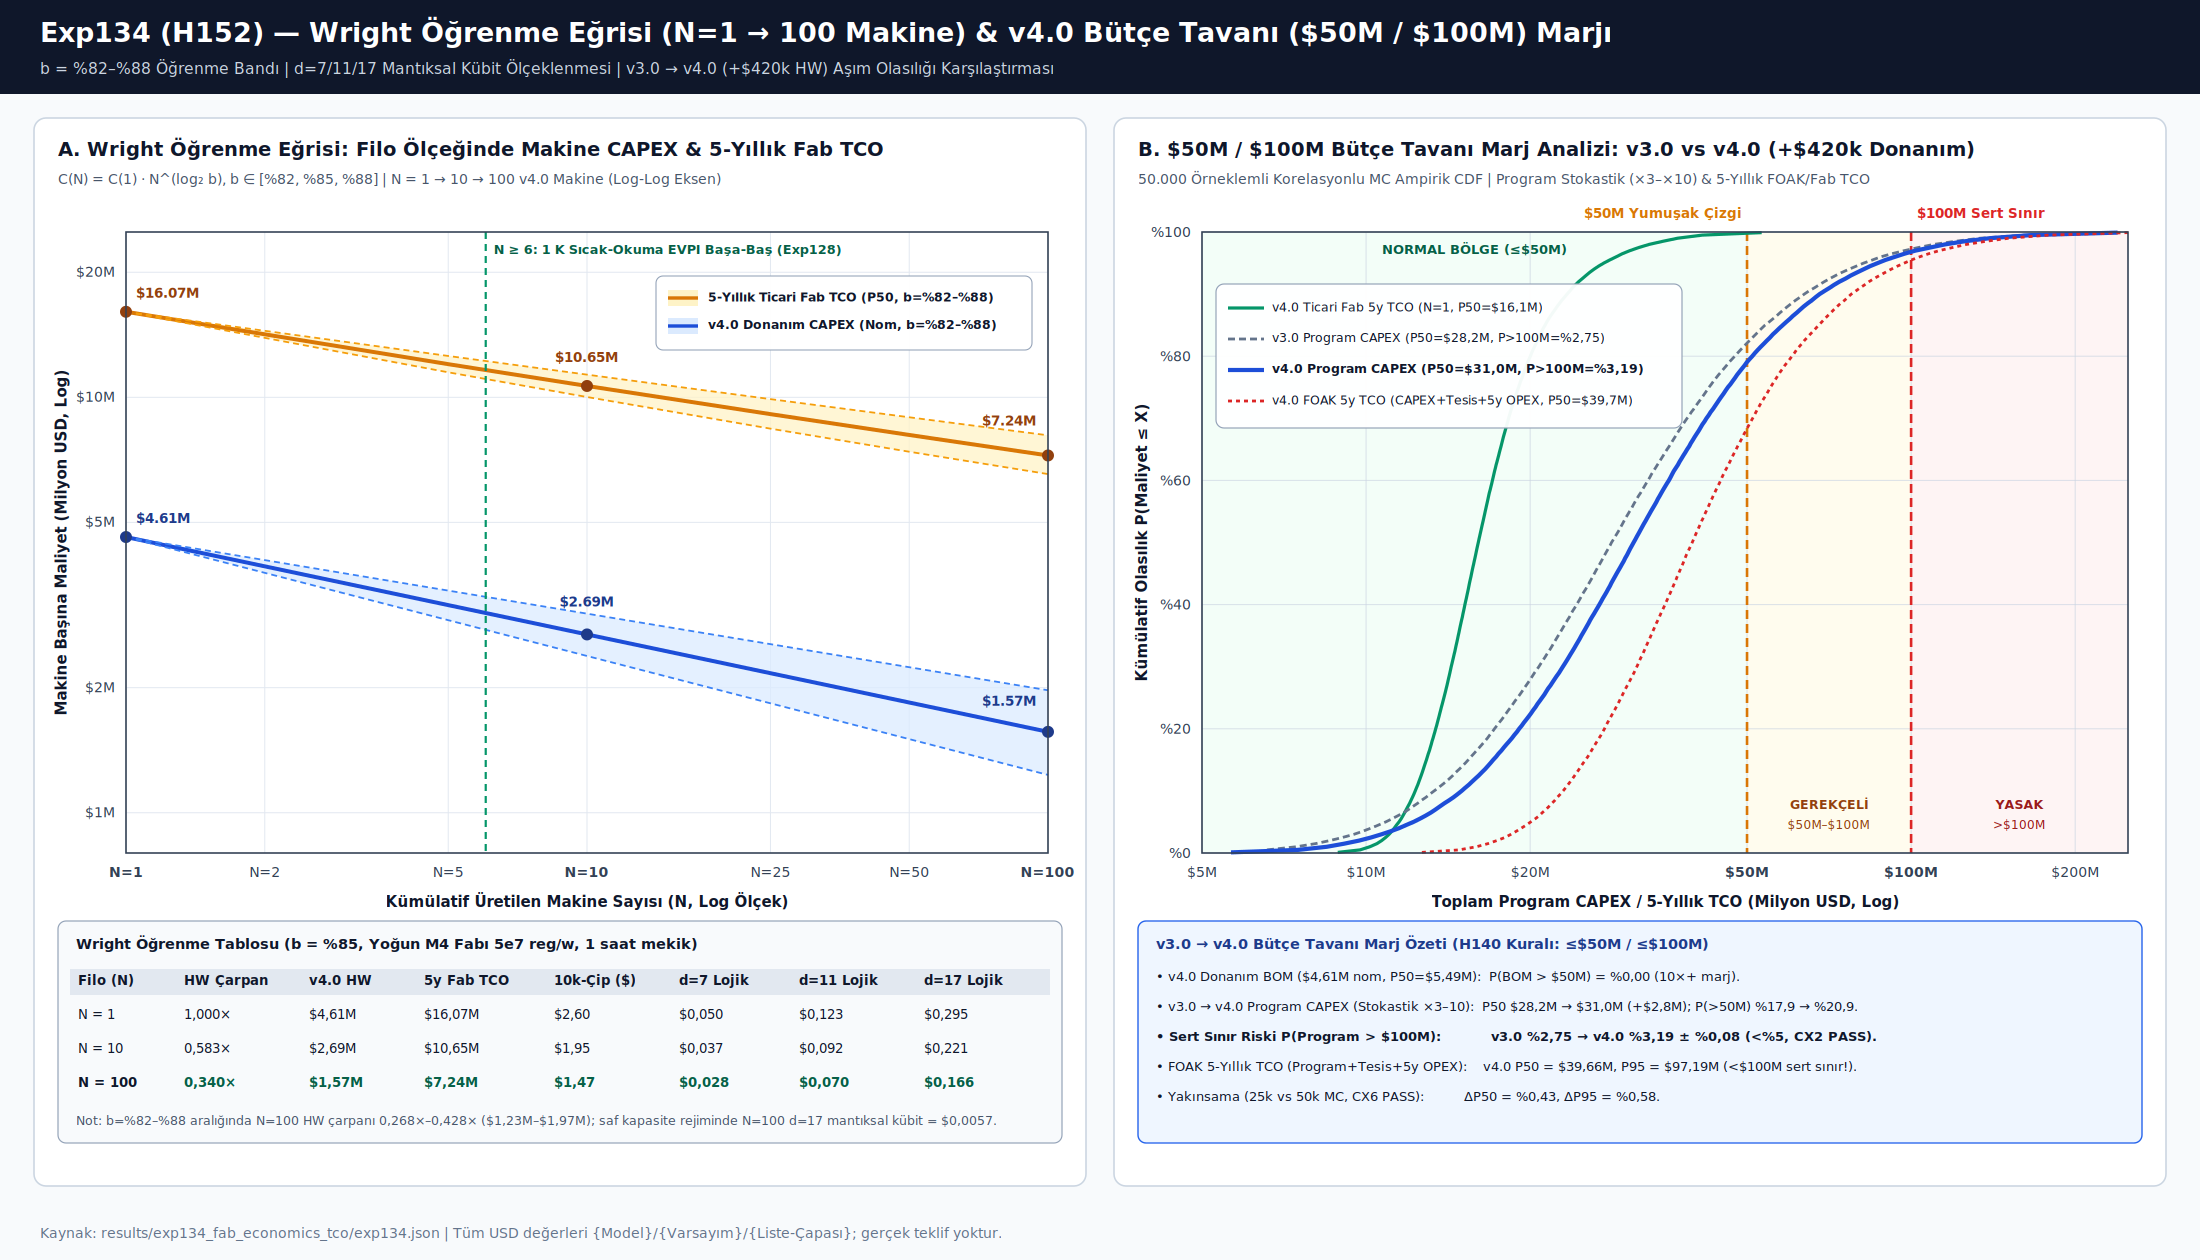 Exp134 (H152) — Wright Öğrenme Eğrisi (N=1 → 100 Makine) & v4.0 Bütçe Tavanı ($50M / $100M) Marjı
b = %82–%88 Öğrenme Bandı | d=7/11/17 Mantıksal Kübit Ölçeklenmesi | v3.0 → v4.0 (+$420k HW) Aşım Olasılığı Karşılaştırması
A. Wright Öğrenme Eğrisi: Filo Ölçeğinde Makine CAPEX & 5-Yıllık Fab TCO
C(N) = C(1) · N^(log₂ b), b ∈ [%82, %85, %88] | N = 1 → 10 → 100 v4.0 Makine (Log-Log Eksen)
N ≥ 6: 1 K Sıcak-Okuma EVPI Başa-Baş (Exp128)
5-Yıllık Ticari Fab TCO (P50, b=%82–%88)
v4.0 Donanım CAPEX (Nom, b=%82–%88)
$16.07M
$10.65M
$7.24M
$4.61M
$2.69M
$1.57M
$20M
$10M
$5M
$2M
$1M
Makine Başına Maliyet (Milyon USD, Log)
N=1 N=2 N=5 N=10 N=25 N=50 N=100
Kümülatif Üretilen Makine Sayısı (N, Log Ölçek)
Wright Öğrenme Tablosu (b = %85, Yoğun M4 Fabı 5e7 reg/w, 1 saat mekik)
Filo (N) HW Çarpan v4.0 HW 5y Fab TCO 10k-Çip ($) d=7 Lojik d=11 Lojik d=17 Lojik
N = 1 1,000× $4,61M $16,07M $2,60 $0,050 $0,123 $0,295
N = 10 0,583× $2,69M $10,65M $1,95 $0,037 $0,092 $0,221
N = 100 0,340× $1,57M $7,24M $1,47 $0,028 $0,070 $0,166
Not: b=%82–%88 aralığında N=100 HW çarpanı 0,268×–0,428× ($1,23M–$1,97M); saf kapasite rejiminde N=100 d=17 mantıksal kübit = $0,0057.
B. $50M / $100M Bütçe Tavanı Marj Analizi: v3.0 vs v4.0 (+$420k Donanım)
50.000 Örneklemli Korelasyonlu MC Ampirik CDF | Program Stokastik (×3–×10) & 5-Yıllık FOAK/Fab TCO
$50M Yumuşak Çizgi
$100M Sert Sınır
NORMAL BÖLGE (≤$50M)
v4.0 Ticari Fab 5y TCO (N=1, P50=$16,1M)
v3.0 Program CAPEX (P50=$28,2M, P>100M=%2,75)
v4.0 Program CAPEX (P50=$31,0M, P>100M=%3,19)
v4.0 FOAK 5y TCO (CAPEX+Tesis+5y OPEX, P50=$39,7M)
GEREKÇELİ
$50M–$100M
YASAK
>$100M
%100
%80
%60
%40
%20
%0
Kümülatif Olasılık P(Maliyet ≤ X)
$5M $10M $20M $50M $100M $200M
Toplam Program CAPEX / 5-Yıllık TCO (Milyon USD, Log)
v3.0 → v4.0 Bütçe Tavanı Marj Özeti (H140 Kuralı: ≤$50M / ≤$100M)
• v4.0 Donanım BOM ($4,61M nom, P50=$5,49M): P(BOM > $50M) = %0,00 (10×+ marj).
• v3.0 → v4.0 Program CAPEX (Stokastik ×3–10): P50 $28,2M → $31,0M (+$2,8M); P(>50M) %17,9 → %20,9.
• Sert Sınır Riski P(Program > $100M): v3.0 %2,75 → v4.0 %3,19 ± %0,08 (<%5, CX2 PASS).
• FOAK 5-Yıllık TCO (Program+Tesis+5y OPEX): v4.0 P50 = $39,66M, P95 = $97,19M (<$100M sert sınır!).
• Yakınsama (25k vs 50k MC, CX6 PASS): ΔP50 = %0,43, ΔP95 = %0,58.
Kaynak: results/exp134_fab_economics_tco/exp134.json | Tüm USD değerleri {Model}/{Varsayım}/{Liste-Çapası}; gerçek teklif yoktur.